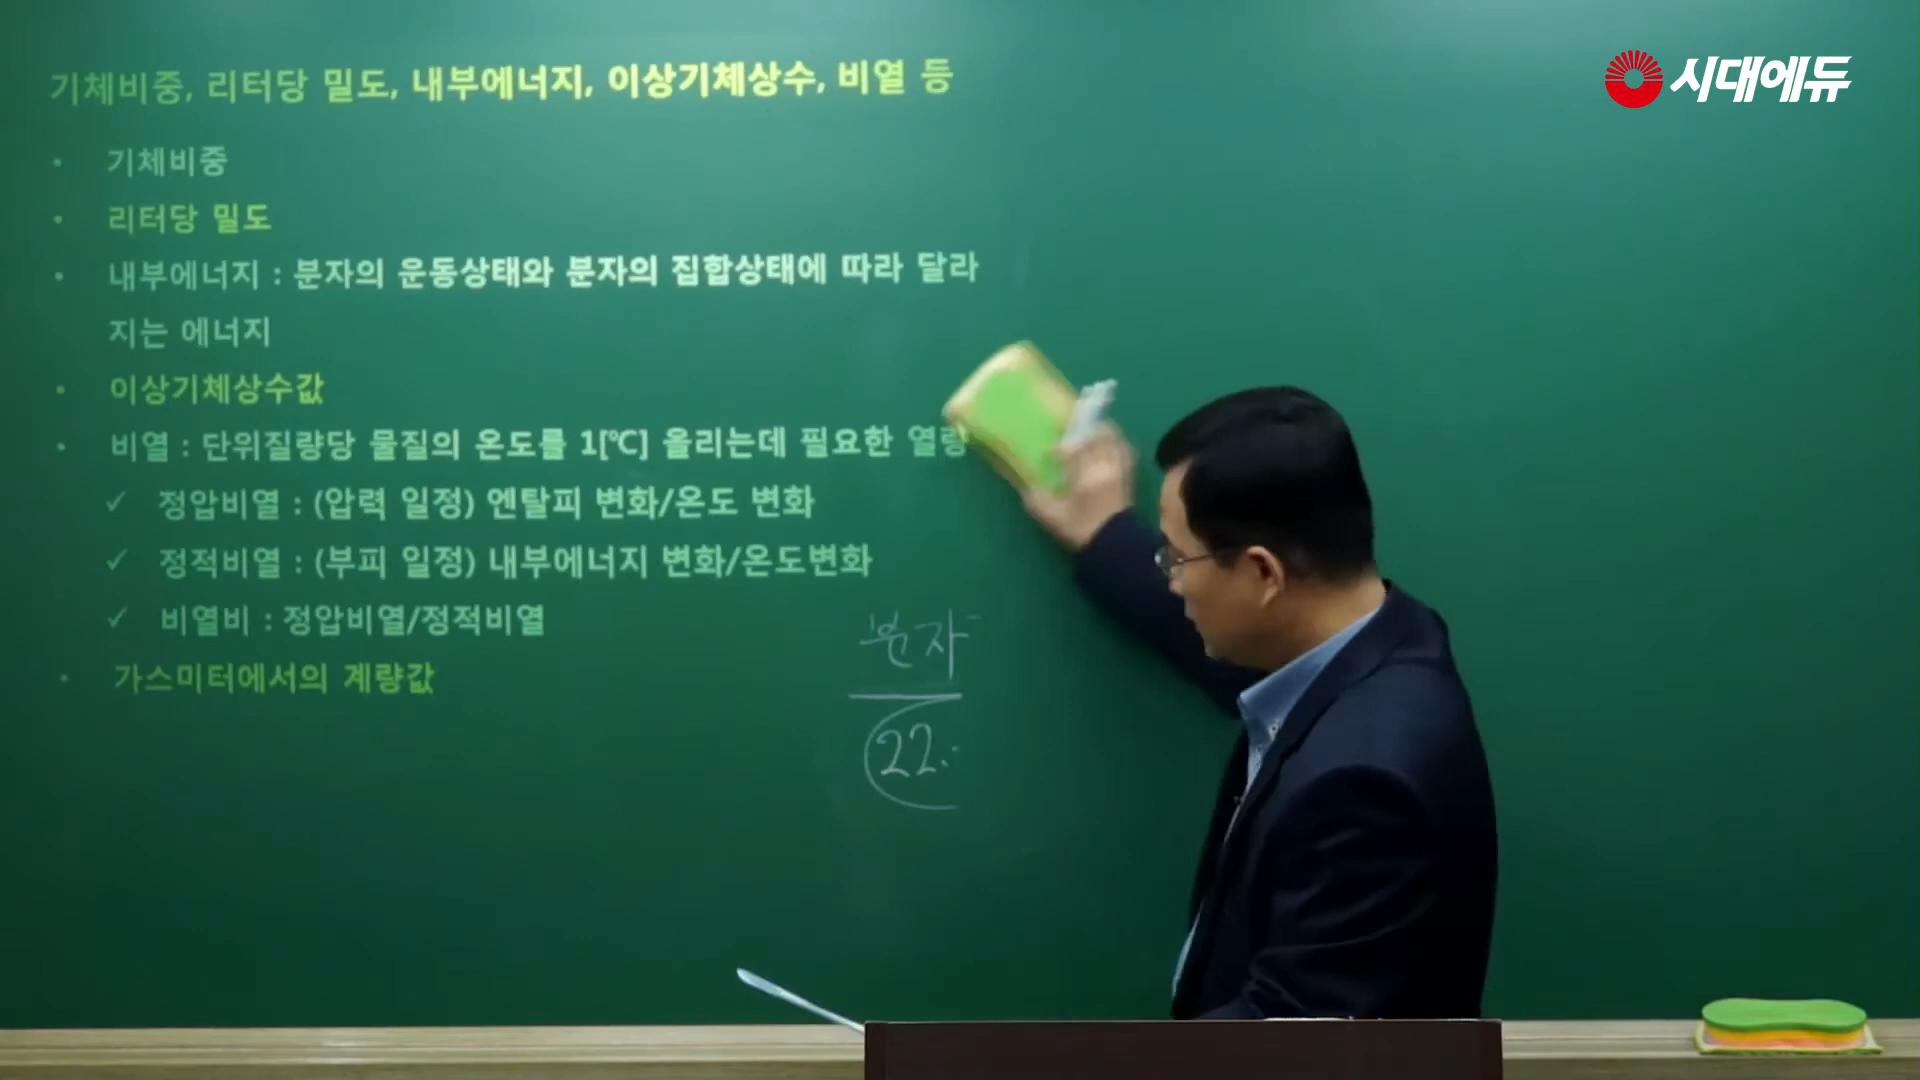 기체비중, 리터당 밀도, 내부에너지, 이상기체상수, 비열 등
시대에듀
• 기체비중
• 리터당 밀도
• 내부에너지 : 분자의 운동상태와 분자의 집합상태에 따라 달라
지는 에너지
• 이상기체상수값
• 비열 : 단위질량당 물질의 온도를 1[℃] 올리는데 필요한 열량
✓ 정압비열 : (압력 일정) 엔탈피 변화/온도 변화
✓ 정적비열 : (부피 일정) 내부에너지 변화/온도변화
✓ 비열비 : 정압비열/정적비열
• 가스미터에서의 계량값
분자
22.